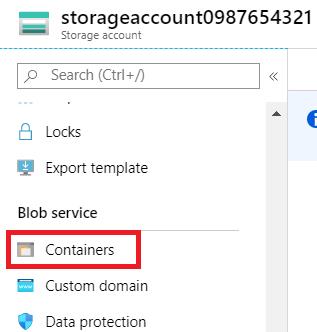 storageaccount0987654321
Storage account
Search (Ctrl+/)
«
Locks
Export template
Blob service
Containers
Custom domain
Data protection